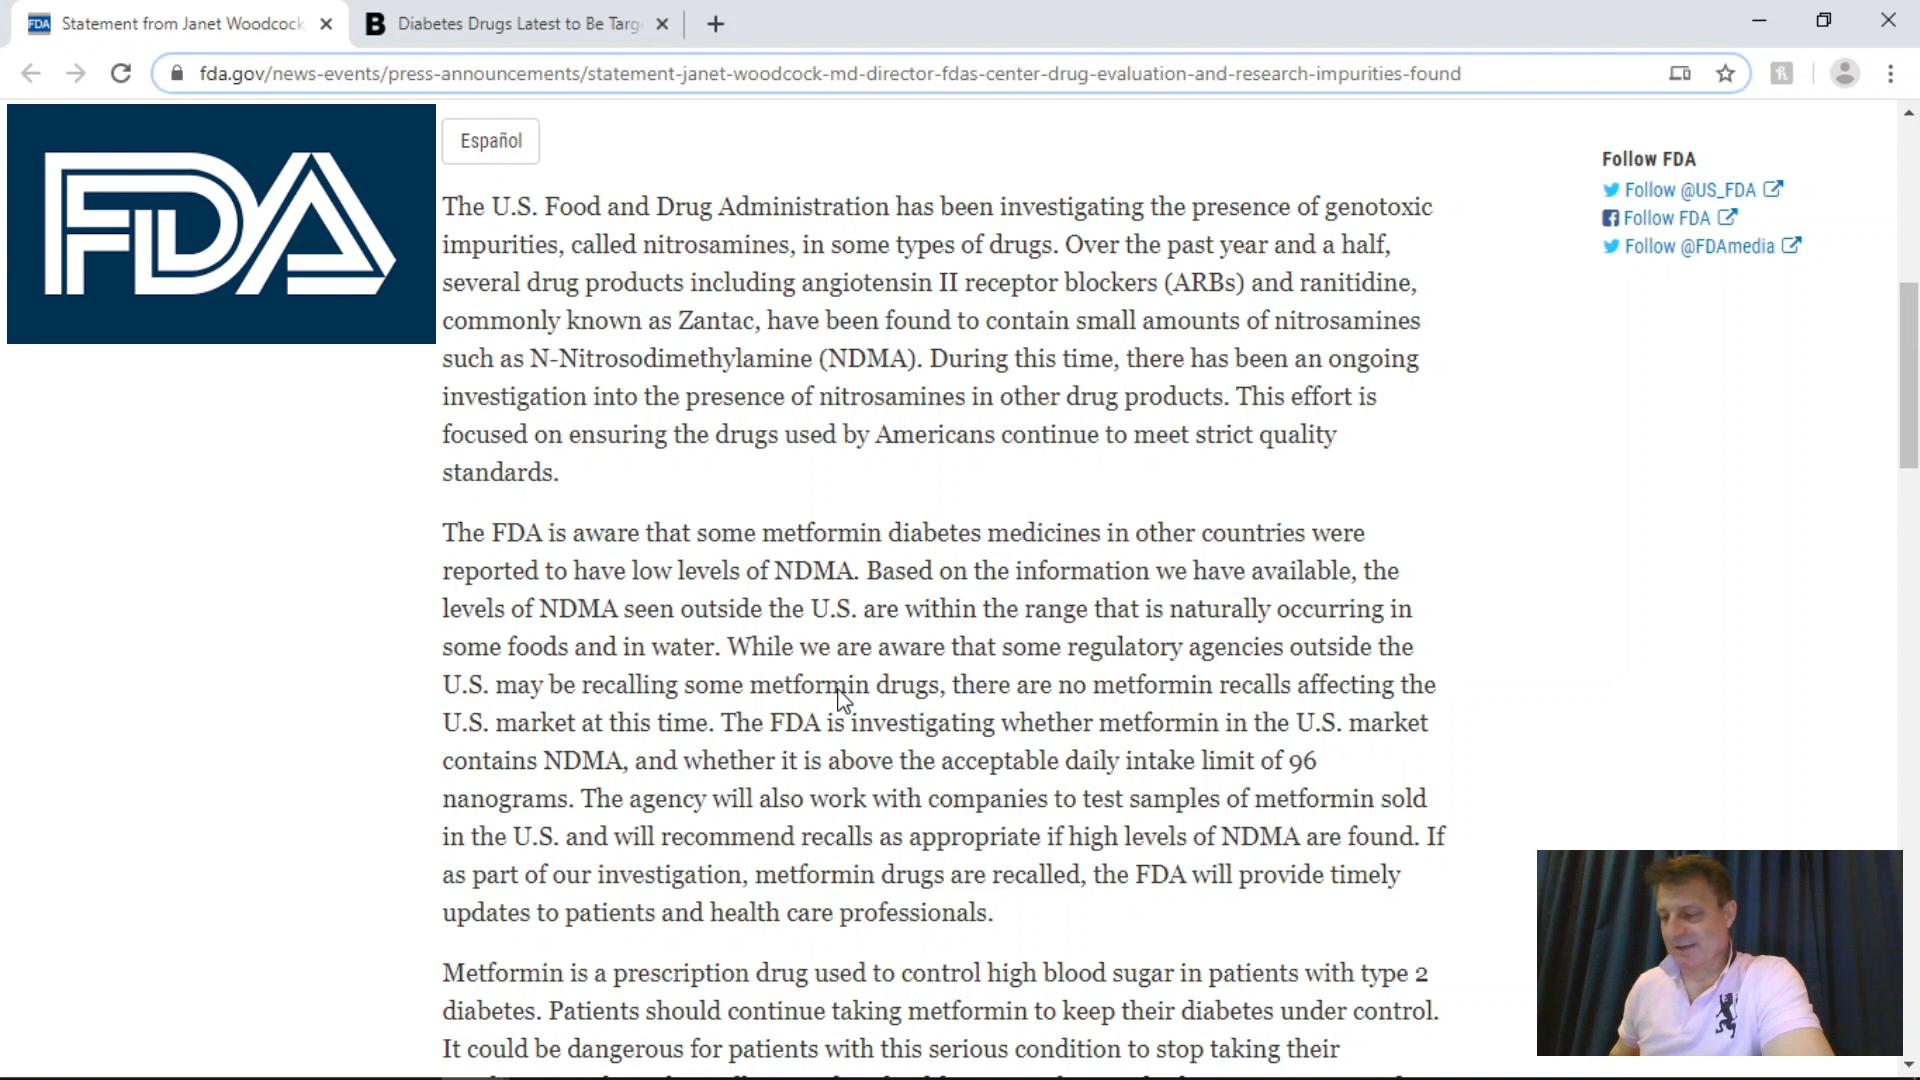 Statement from Janet Woodcock
Diabetes Drugs Latest to Be Targ
fda.gov/news-events/press-announcements/statement-janet-woodcock-md-director-fdas-center-drug-evaluation-and-research-impurities-found
FDA
Español
Follow FDA
Follow @US_FDA
Follow FDA
Follow @FDAmedia
The U.S. Food and Drug Administration has been investigating the presence of genotoxic
impurities, called nitrosamines, in some types of drugs. Over the past year and a half,
several drug products including angiotensin II receptor blockers (ARBs) and ranitidine,
commonly known as Zantac, have been found to contain small amounts of nitrosamines
such as N-Nitrosodimethylamine (NDMA). During this time, there has been an ongoing
investigation into the presence of nitrosamines in other drug products. This effort is
focused on ensuring the drugs used by Americans continue to meet strict quality
standards.
The FDA is aware that some metformin diabetes medicines in other countries were
reported to have low levels of NDMA. Based on the information we have available, the
levels of NDMA seen outside the U.S. are within the range that is naturally occurring in
some foods and in water. While we are aware that some regulatory agencies outside the
U.S. may be recalling some metformin drugs, there are no metformin recalls affecting the
U.S. market at this time. The FDA is investigating whether metformin in the U.S. market
contains NDMA, and whether it is above the acceptable daily intake limit of 96
nanograms. The agency will also work with companies to test samples of metformin sold
in the U.S. and will recommend recalls as appropriate if high levels of NDMA are found. If
as part of our investigation, metformin drugs are recalled, the FDA will provide timely
updates to patients and health care professionals.
Metformin is a prescription drug used to control high blood sugar in patients with type 2
diabetes. Patients should continue taking metformin to keep their diabetes under control.
It could be dangerous for patients with this serious condition to stop taking their